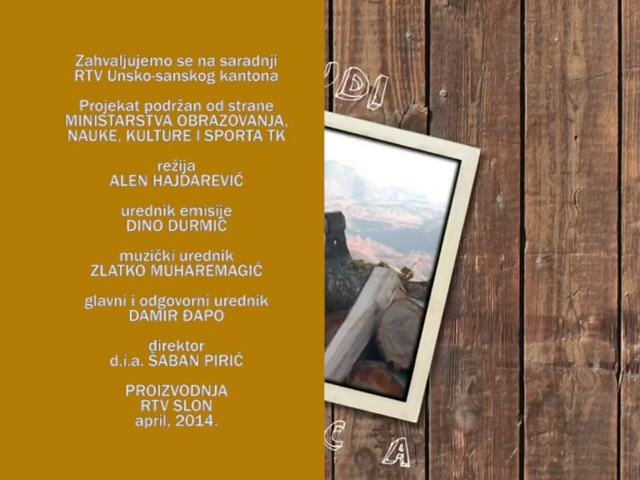 Zahvaljujemo se na saradnji
RTV Unsko-sanskog kantona
Projekat podržan od strane
MINISTARSTVA OBRAZOVANJA,
NAUKE, KULTURE I SPORTA TK
režija
ALEN HAJDAREVIĆ
urednik emisije
DINO DURMIĆ
muzički urednik
ZLATKO MUHAREMAGIĆ
glavni i odgovorni urednik
DAMIR ĐAPO
direktor
d.i.a. ŠABAN PIRIĆ
PROIZVODNJA
RTV SLON
april, 2014.
UDI
C A